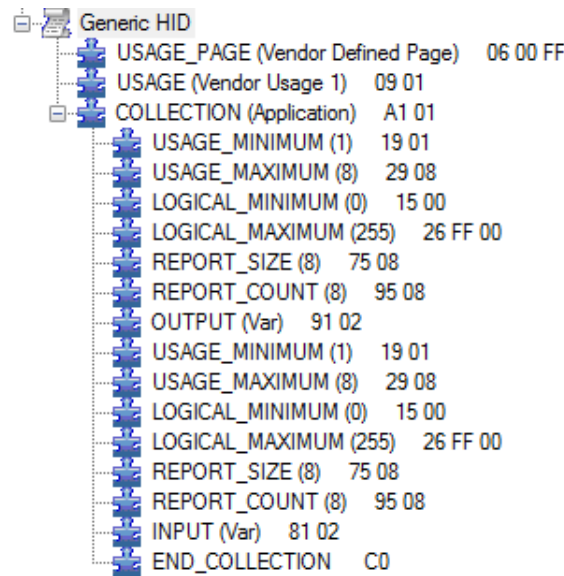 Generic HID
USAGE_PAGE (Vendor Defined Page) 06 00 FF
USAGE (Vendor Usage 1) 09 01
COLLECTION (Application) A1 01
USAGE_MINIMUM (1) 19 01
USAGE_MAXIMUM (8) 29 08
LOGICAL_MINIMUM (0) 15 00
LOGICAL_MAXIMUM (255) 26 FF 00
REPORT_SIZE (8) 75 08
REPORT_COUNT (8) 95 08
OUTPUT (Var) 91 02
USAGE_MINIMUM (1) 19 01
USAGE_MAXIMUM (8) 29 08
LOGICAL_MINIMUM (0) 15 00
LOGICAL_MAXIMUM (255) 26 FF 00
REPORT_SIZE (8) 75 08
REPORT_COUNT (8) 95 08
INPUT (Var) 81 02
END_COLLECTION C0